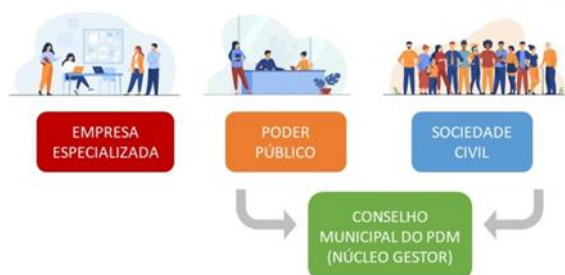 EMPRESA
ESPECIALIZADA
PODER
PÚBLICO
SOCIEDADE
CIVIL
CONSELHO
MUNICIPAL DO PDM
(NÚCLEO GESTOR)